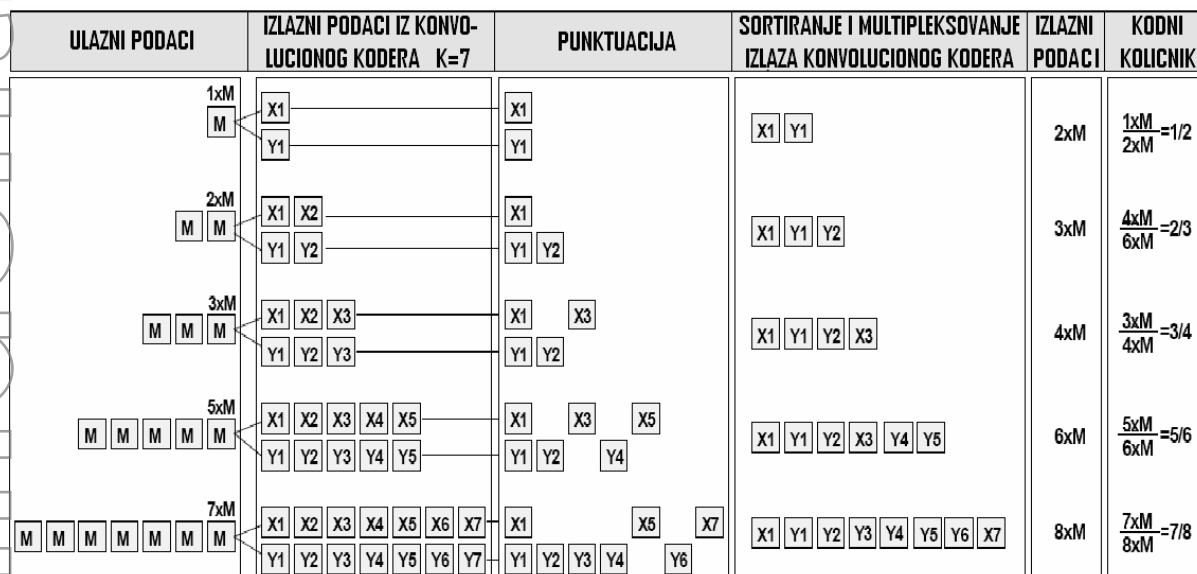 ULAZNI PODACI
IZLAZNI PODACI IZ KONVO-
LUCIONOG KODERA K=7
PUNKTUACIJA
SORTIRANJE I MULTIPLEKSOVANJE
IZLAZA KONVOLUCIONOG KODERA
IZLAZNI
PODACI
KODNI
KOLICNIK
1xM
M
X1
Y1
X1
Y1
X1 Y1
2xM
1xM
2xM
=1/2
2xM
M M
X1 X2
Y1 Y2
X1
Y1 Y2
X1 Y1 Y2
3xM
4xM
6xM
=2/3
3xM
M M M
X1 X2 X3
Y1 Y2 Y3
X1 X3
Y1 Y2
X1 Y1 Y2 X3
4xM
3xM
4xM
=3/4
5xM
M M M M M
X1 X2 X3 X4 X5
Y1 Y2 Y3 Y4 Y5
X1 X3 X5
Y1 Y2 Y4
X1 Y1 Y2 X3 Y4 Y5
6xM
5xM
6xM
=5/6
7xM
M M M M M M M
X1 X2 X3 X4 X5 X6 X7
Y1 Y2 Y3 Y4 Y5 Y6 Y7
X1 X5 X7
Y1 Y2 Y3 Y4 Y6
X1 Y1 Y2 Y3 Y4 Y5 Y6 X7
8xM
7xM
8xM
=7/8